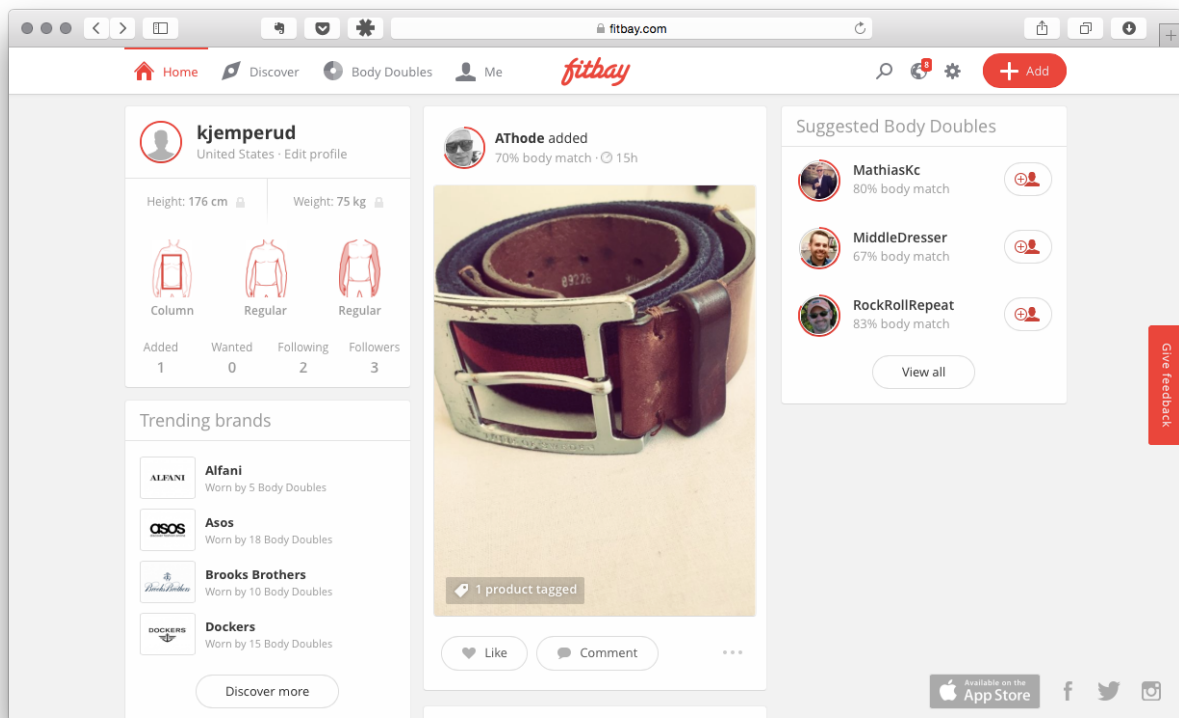 fitbay.com
Home
Discover
Body Doubles
Me
fitbay
8
Add
kjemperud
United States · Edit profile
Height: 176 cm
Weight: 75 kg
Column
Regular
Regular
Added
Wanted
Following
Followers
1
0
2
3
Trending brands
ALFANI
Alfani
Worn by 5 Body Doubles
asos
Asos
Worn by 18 Body Doubles
Brooks Brothers
Brooks Brothers
Worn by 10 Body Doubles
DOCKERS
Dockers
Worn by 15 Body Doubles
Discover more
AThode added
70% body match · 15h
09226
1 product tagged
Like
Comment
Suggested Body Doubles
MathiasKc
80% body match
MiddleDresser
67% body match
RockRollRepeat
83% body match
View all
Give feedback
Available on the
App Store